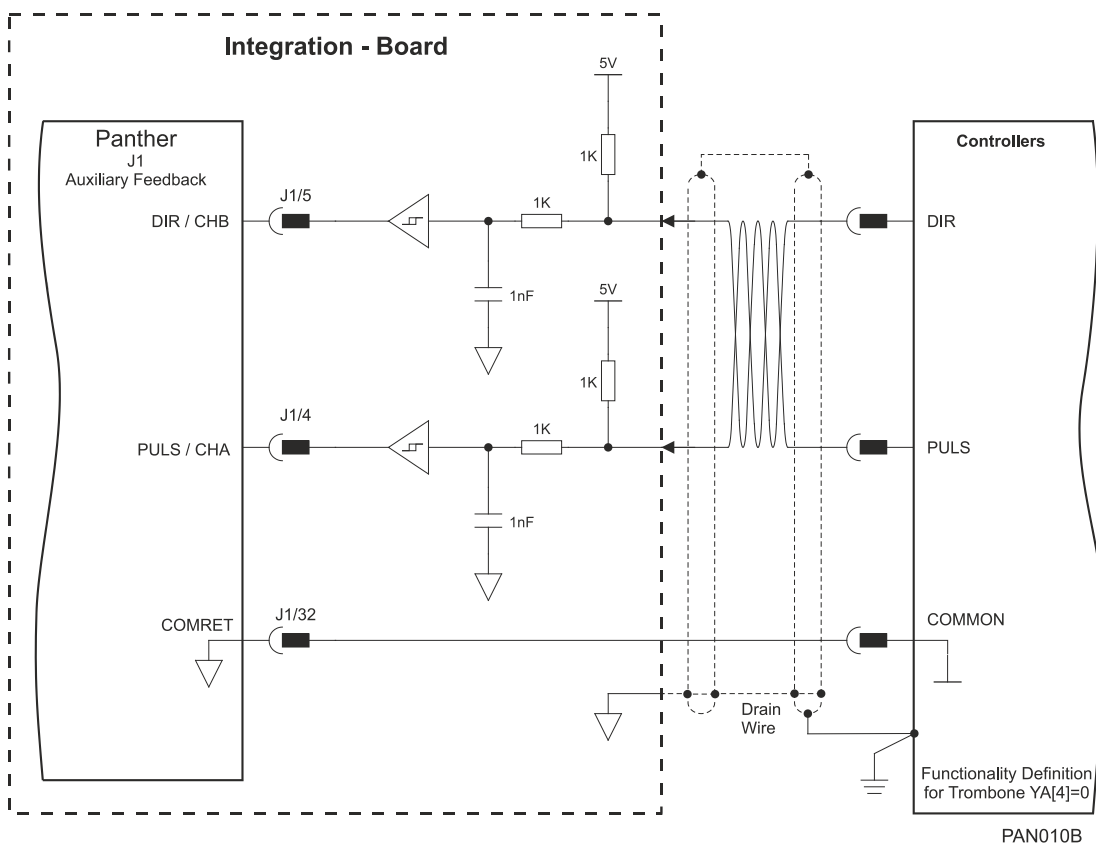 Integration - Board
5V
Panther
J1
Auxiliary Feedback
Controllers
1K
J1/5
1K
DIR / CHB
DIR
1nF
5V
1K
J1/4
1K
PULS / CHA
PULS
1nF
J1/32
COMRET
COMMON
Drain
Wire
Functionality Definition
for Trombone YA[4]=0
PAN010B